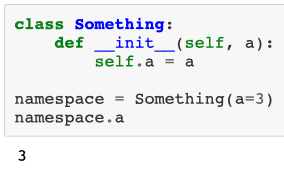 class Something:
    def __init__(self, a):
        self.a = a

namespace = Something(a=3)
namespace.a
3